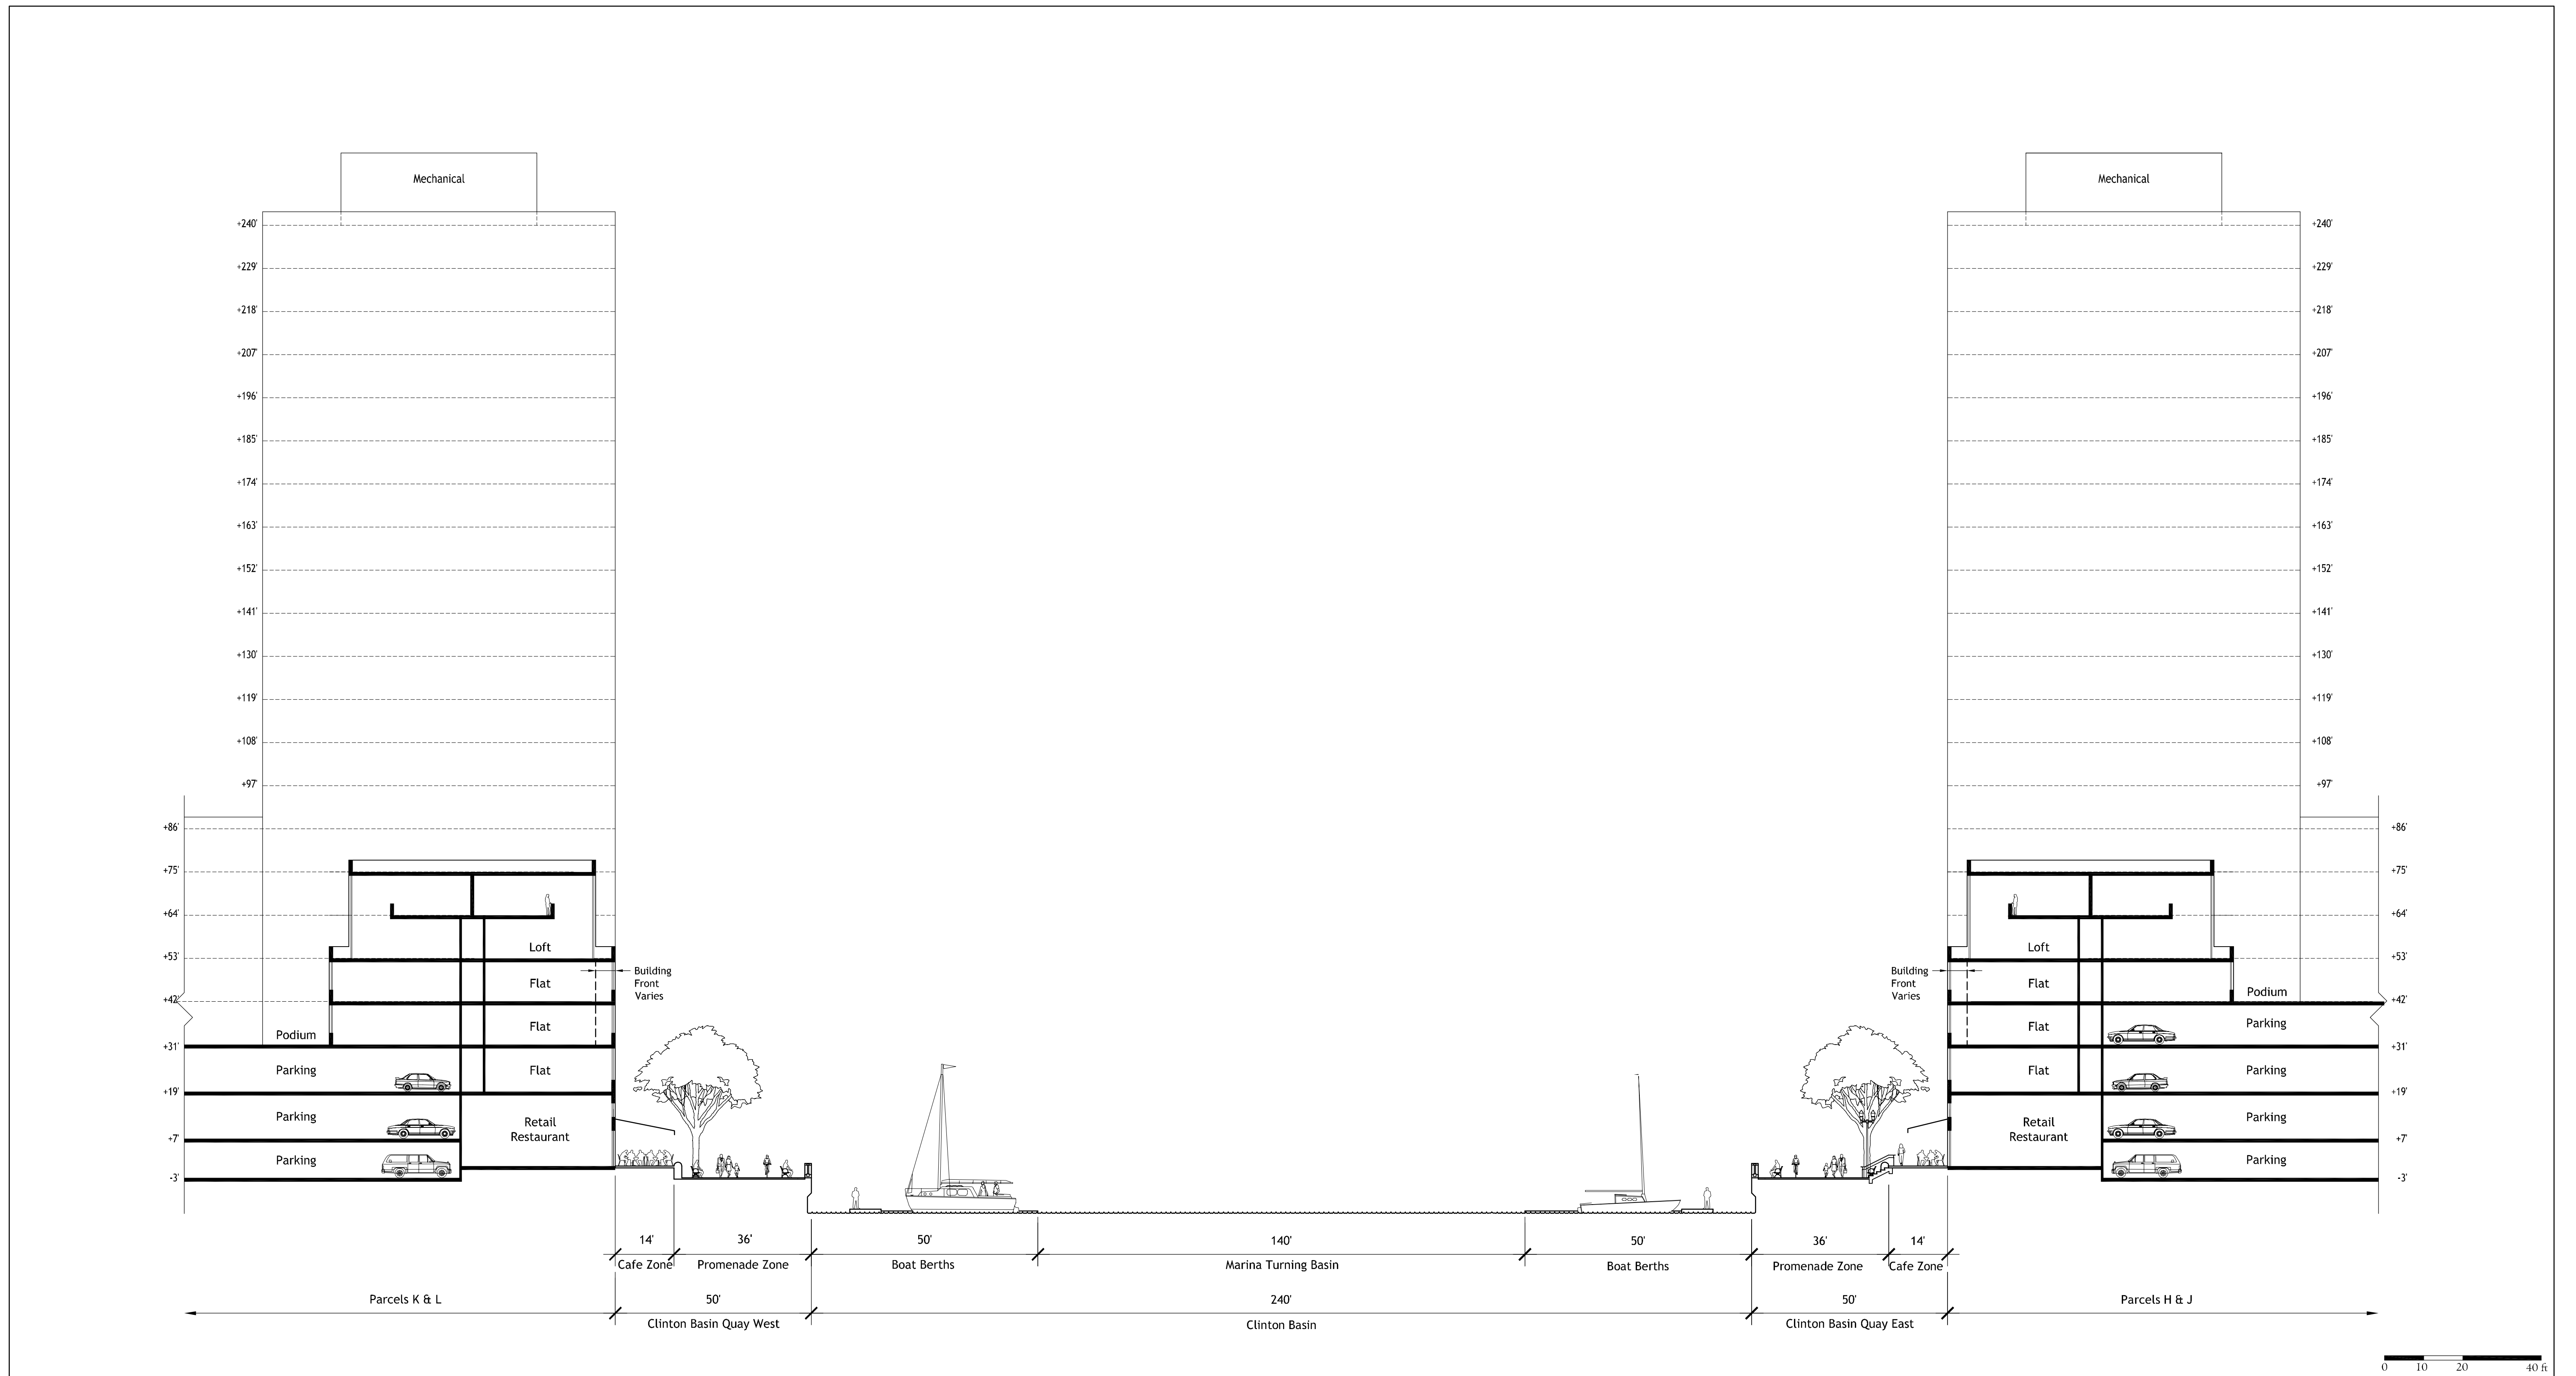 Mechanical
Mechanical
+240'
+240'
+229'
+229'
+218'
+218'
+207'
+207'
+196'
+196'
+185'
+185'
+174'
+174'
+163'
+163'
+152'
+152'
+141'
+141'
+130'
+130'
+119'
+119'
+108'
+108'
+97'
+97'
+86'
+86'
+75'
+75'
+64'
+64'
Loft
Loft
+53'
+53'
Building
Front
Varies
Building
Front
Varies
Flat
Flat
+42'
Podium
+42'
Podium
Flat
Flat
Parking
+31'
+31'
Parking
Flat
Flat
Parking
+19'
+19'
Parking
Retail
Restaurant
Retail
Restaurant
Parking
+7'
+7'
Parking
Parking
-3'
-3'
14'
36'
50'
140'
50'
36'
14'
Cafe Zone
Promenade Zone
Boat Berths
Marina Turning Basin
Boat Berths
Promenade Zone
Cafe Zone
Parcels K & L
50'
240'
50'
Parcels H & J
Clinton Basin Quay West
Clinton Basin
Clinton Basin Quay East
0 10 20 40 ft